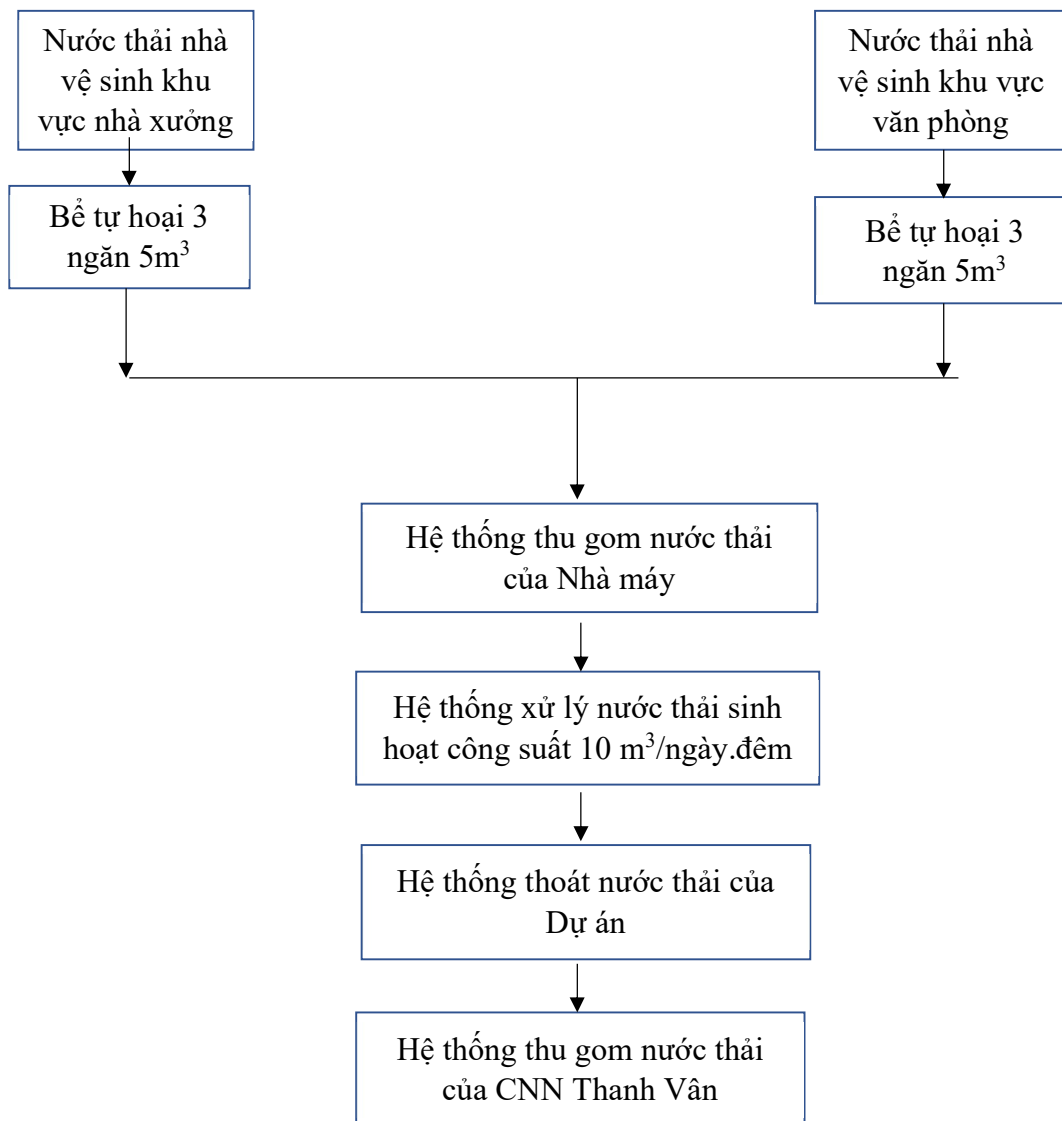 Nước thải nhà
vệ sinh khu
vực nhà xưởng
Nước thải nhà
vệ sinh khu vực
văn phòng
Bể tự hoại 3
ngăn 5m³
Bể tự hoại 3
ngăn 5m³
Hệ thống thu gom nước thải
của Nhà máy
Hệ thống xử lý nước thải sinh
hoạt công suất 10 m³/ngày.đêm
Hệ thống thoát nước thải của
Dự án
Hệ thống thu gom nước thải
của CNN Thanh Vân